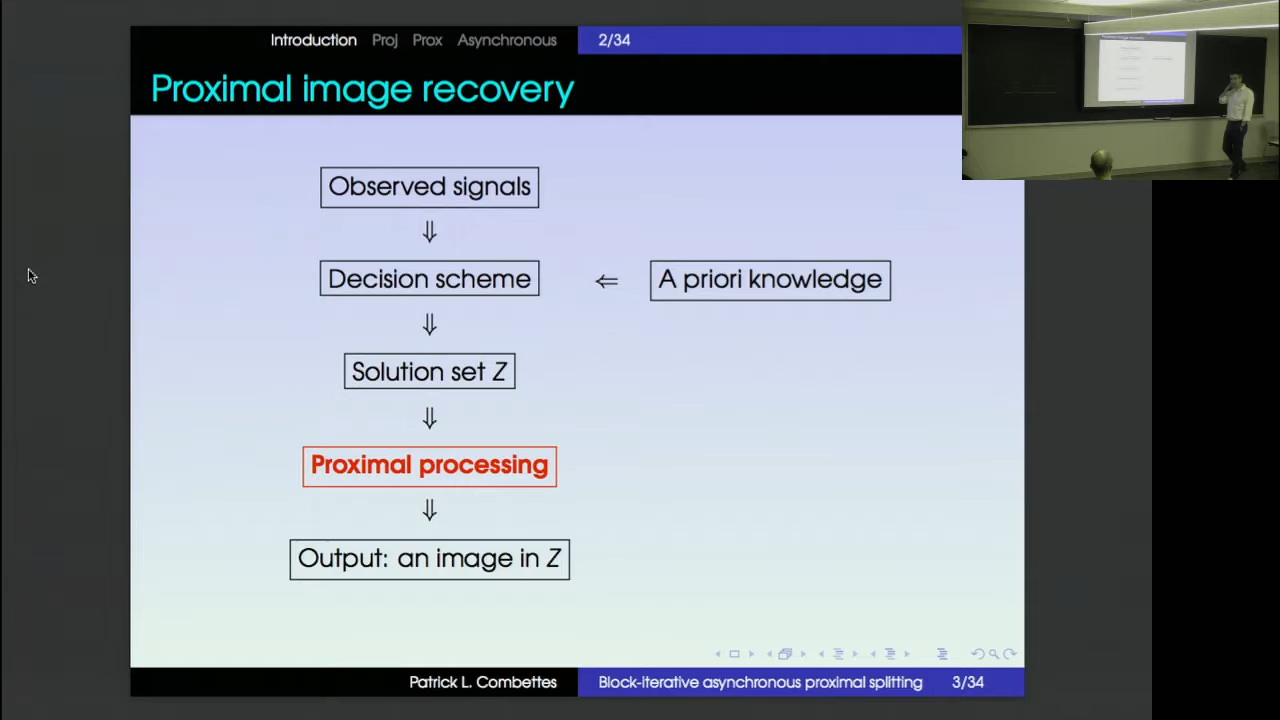 Introduction Proj Prox Asynchronous 2/34
Proximal image recovery
Observed signals
⇓
Decision scheme ⇐ A priori knowledge
⇓
Solution set Z
⇓
Proximal processing
⇓
Output: an image in Z
Patrick L. Combettes Block-iterative asynchronous proximal splitting 3/34